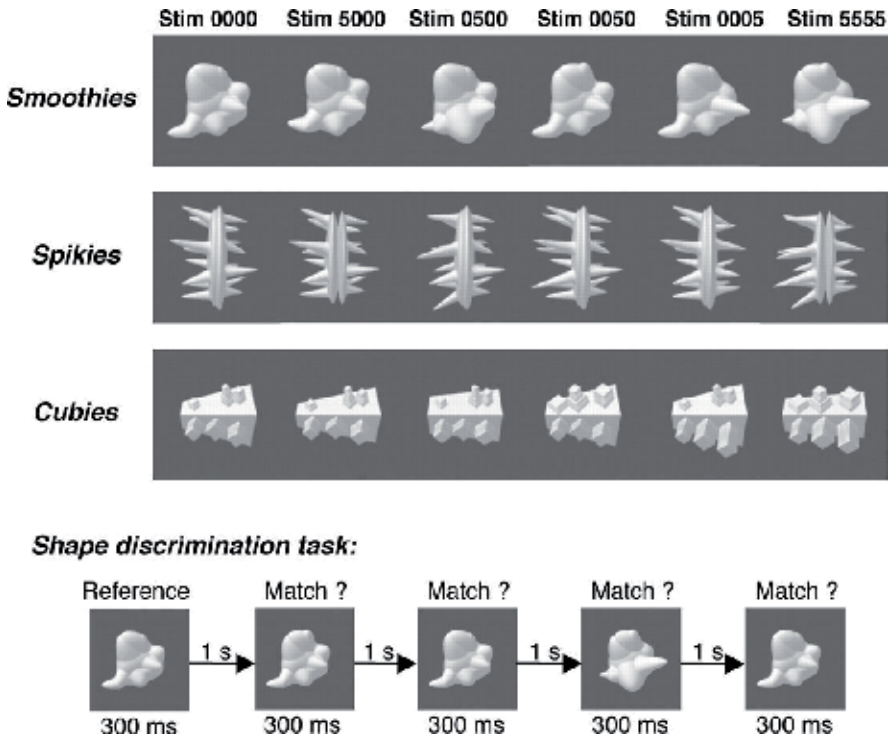 Stim 0000 Stim 5000 Stim 0500 Stim 0050 Stim 0005 Stim 5555
Smoothies
Spikies
Cubies
Shape discrimination task:
Reference Match ? Match ? Match ? Match ?
1 s 1 s 1 s 1 s
300 ms 300 ms 300 ms 300 ms 300 ms